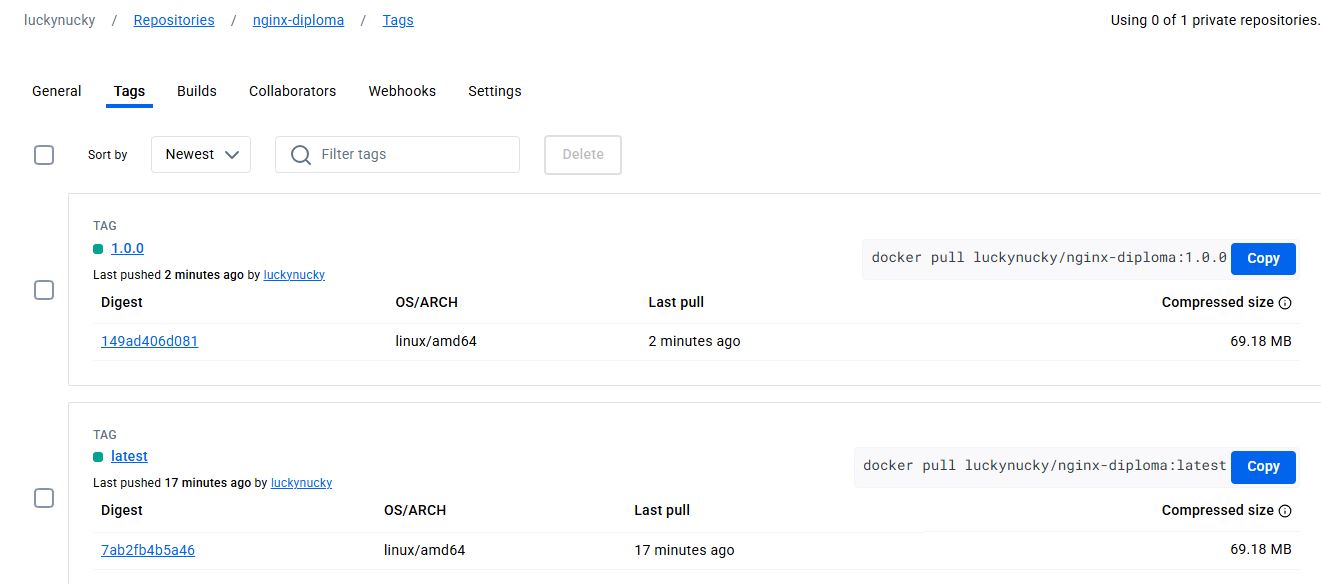 luckynucky / Repositories / nginx-diploma / Tags
Using 0 of 1 private repositories.
General Tags Builds Collaborators Webhooks Settings
Sort by Newest Filter tags Delete
TAG
1.0.0
docker pull luckynucky/nginx-diploma:1.0.0 Copy
Last pushed 2 minutes ago by luckynucky
Digest OS/ARCH Last pull Compressed size
149ad406d081 linux/amd64 2 minutes ago 69.18 MB
TAG
latest
docker pull luckynucky/nginx-diploma:latest Copy
Last pushed 17 minutes ago by luckynucky
Digest OS/ARCH Last pull Compressed size
7ab2fb4b5a46 linux/amd64 17 minutes ago 69.18 MB